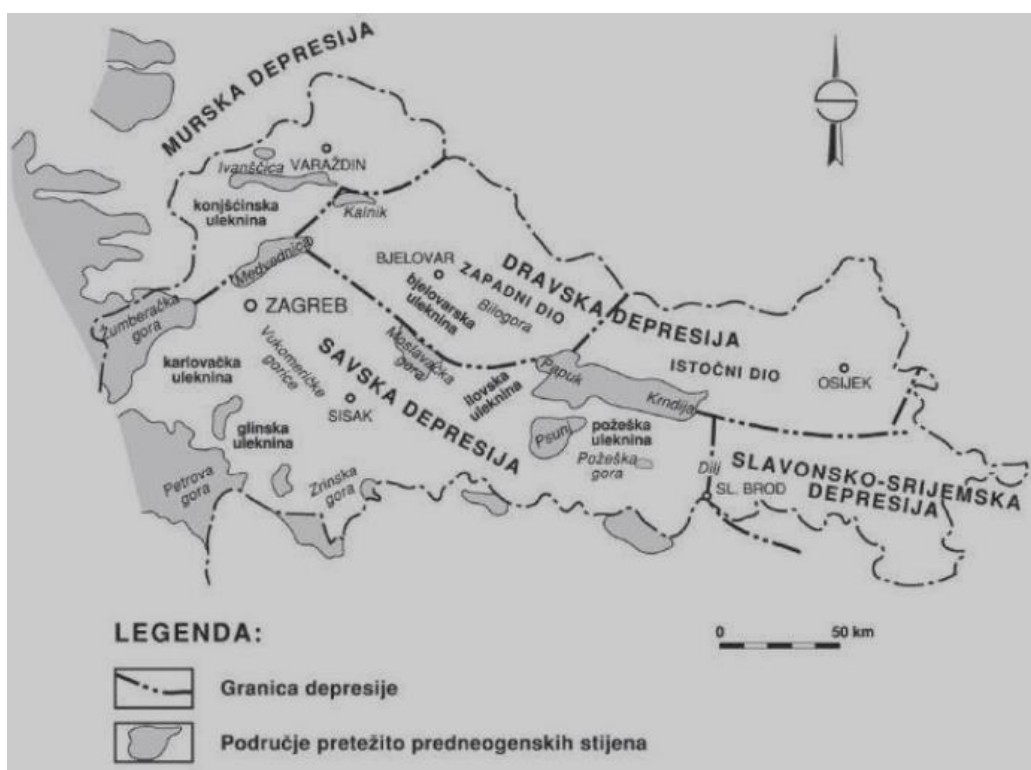 MURSKA DEPRESIJA
VARAŽDIN
Ivanščica
konjšćinska
uleknina
Kalnik
Medvednica
BJELOVAR
bjelovarska
uleknina
ZAPADNI DIO
Bilogora
DRAVSKA DEPRESIJA
ZAGREB
Žumberačka
gora
karlovačka
uleknina
Vukomeričke
gorice
SAVSKA DEPRESIJA
Moslavačka
gora
ilovska
uleknina
Papuk
ISTOČNI DIO
OSIJEK
Krndija
SISAK
glinska
uleknina
Psunj
požeška
uleknina
Požeška
gora
Dilj
SLAVONSKO-SRIJEMSKA
DEPRESIJA
SL. BROD
Petrova
gora
Zrinska
gora
LEGENDA:
0 50 km
Granica depresije
Područje pretežito predneogenskih stijena